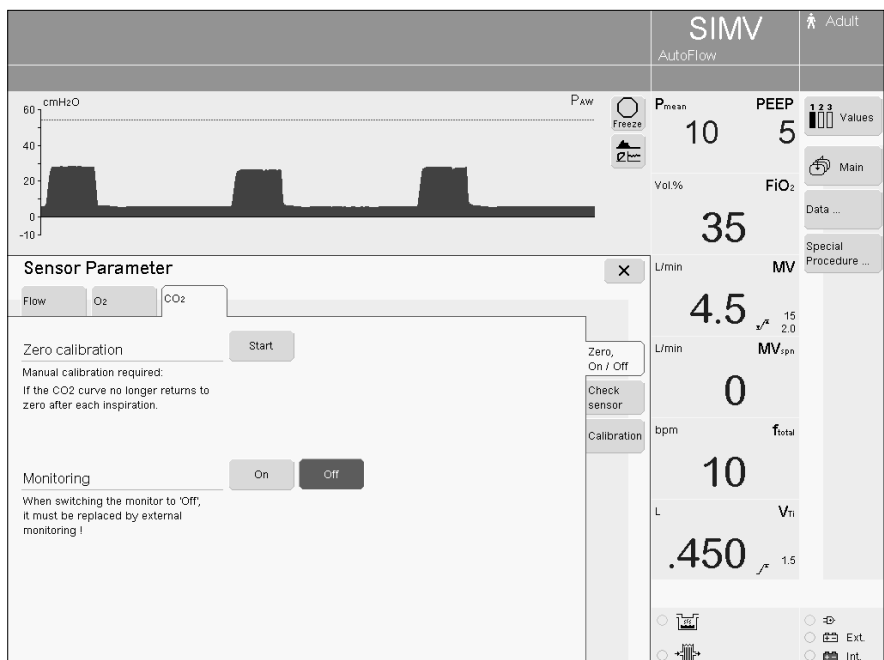 SIMV
AutoFlow
Adult
cmH2O
PAW
60
40
20
0
-10
Freeze
Pmean
PEEP
10
5
Vol.%
FiO2
35
L/min
MV
4.5
15
2.0
L/min
MVspn
0
bpm
ftotal
10
L
VTi
.450
1.5
1 2 3
Values
Main
Data ...
Special
Procedure ...
Sensor Parameter
Flow
O2
CO2
Zero calibration
Start
Manual calibration required:
If the CO2 curve no longer returns to
zero after each inspiration.
Monitoring
On
Off
When switching the monitor to 'Off',
it must be replaced by external
monitoring !
Zero,
On / Off
Check
sensor
Calibration
Ext.
Int.